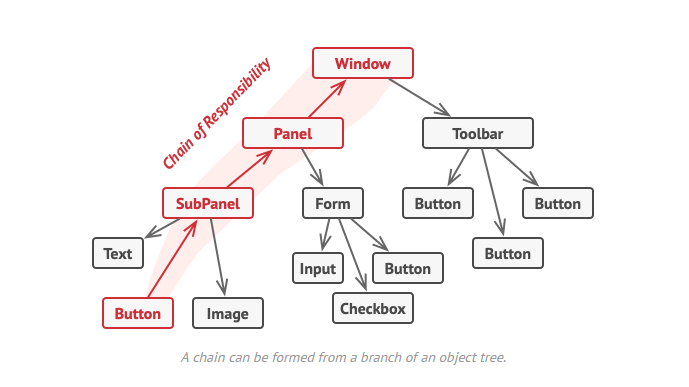 Window
Chain of Responsibility
Panel
Toolbar
SubPanel
Form
Button
Button
Text
Input
Button
Button
Button
Image
Checkbox
A chain can be formed from a branch of an object tree.